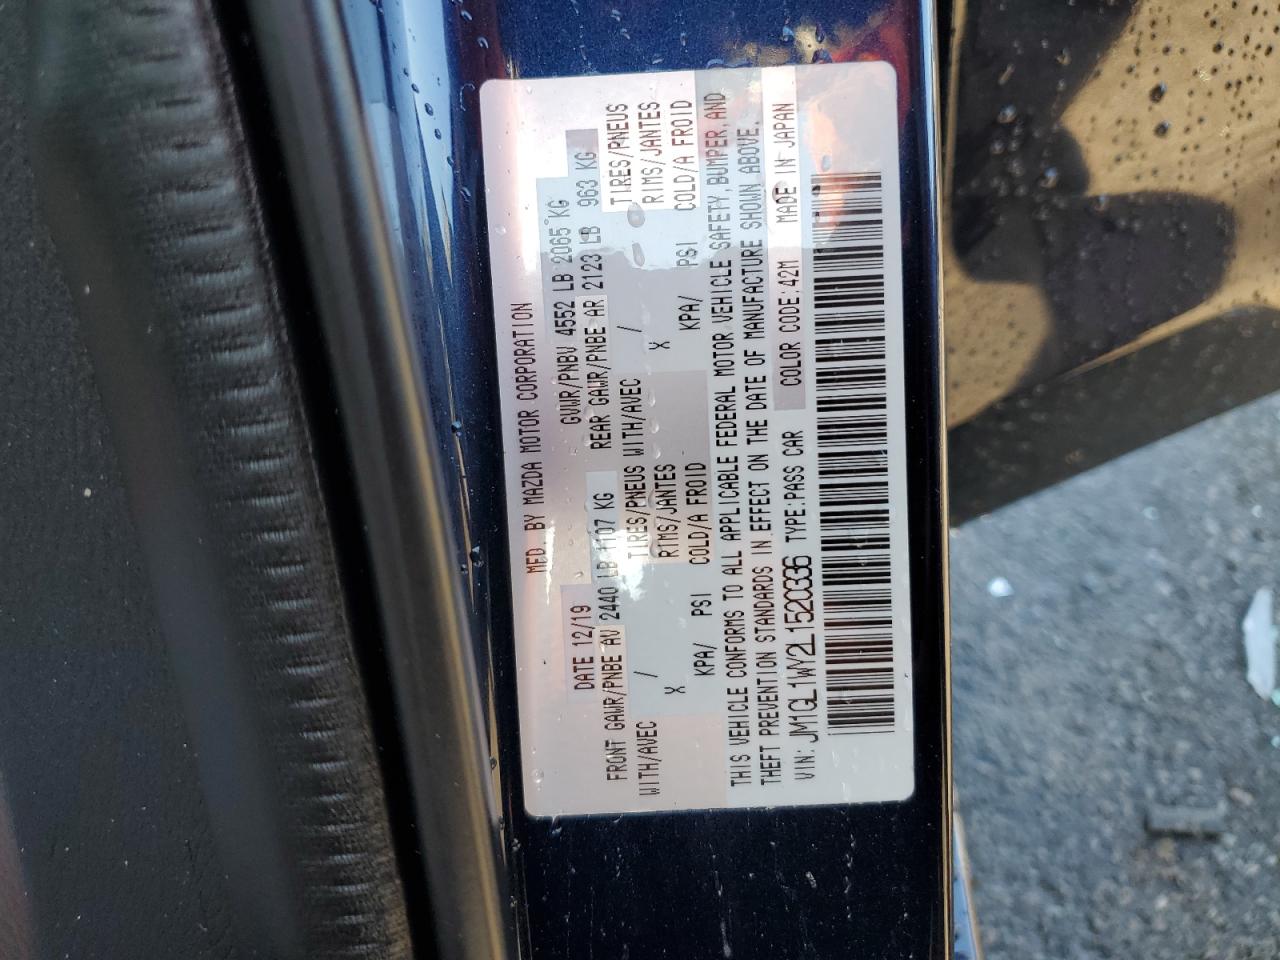 MFD. BY MAZDA MOTOR CORPORATION
DATE 12/19 GVWR/PNBV 4552 LB 2065 KG
FRONT GAWR/PNBE AV 2440 LB 1107 KG REAR GAWR/PNBE AR 2123 LB 963 KG
WITH/AVEC / TIRES/PNEUS WITH/AVEC / TIRES/PNEUS
X RIMS/JANTES X RIMS/JANTES
KPA/ PSI COLD/A FROID KPA/ PSI COLD/A FROID
THIS VEHICLE CONFORMS TO ALL APPLICABLE FEDERAL MOTOR VEHICLE SAFETY, BUMPER, AND
THEFT PREVENTION STANDARDS IN EFFECT ON THE DATE OF MANUFACTURE SHOWN ABOVE.
VIN: JM1GL1WY2L1520336 TYPE: PASS CAR COLOR CODE: 42M MADE IN JAPAN